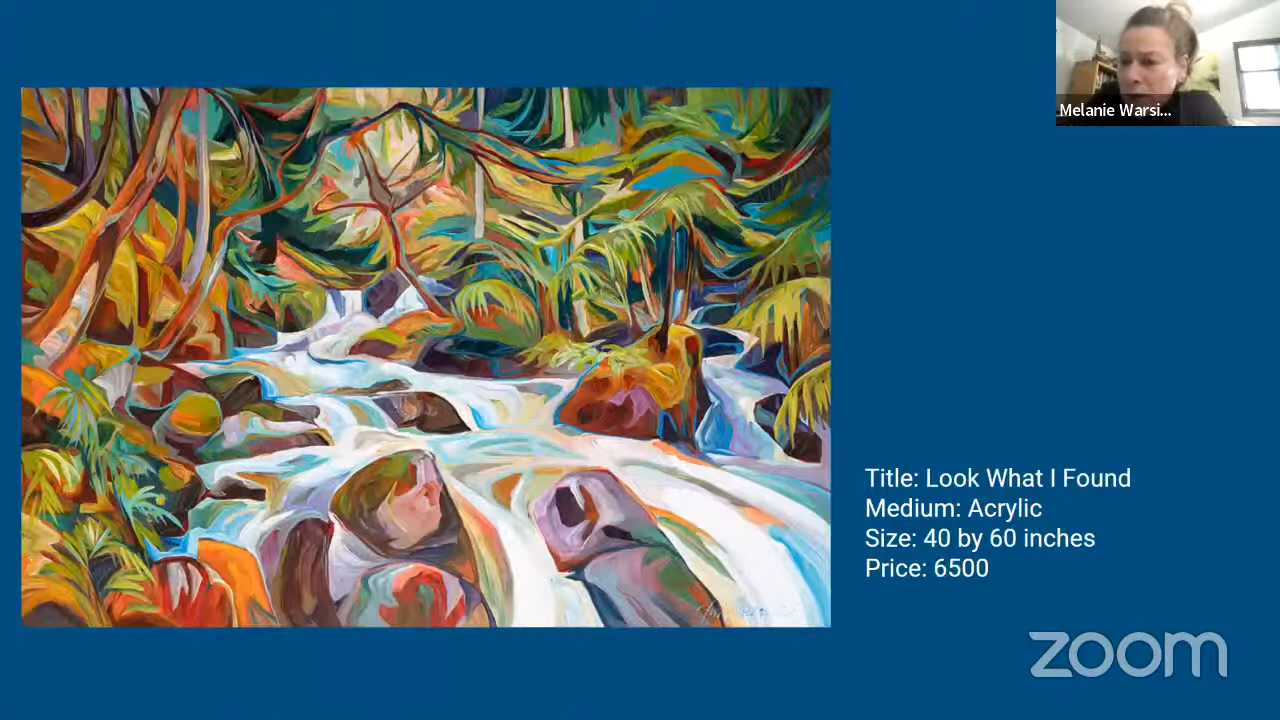 Melanie Warsi...
Title: Look What I Found
Medium: Acrylic
Size: 40 by 60 inches
Price: 6500
zoom